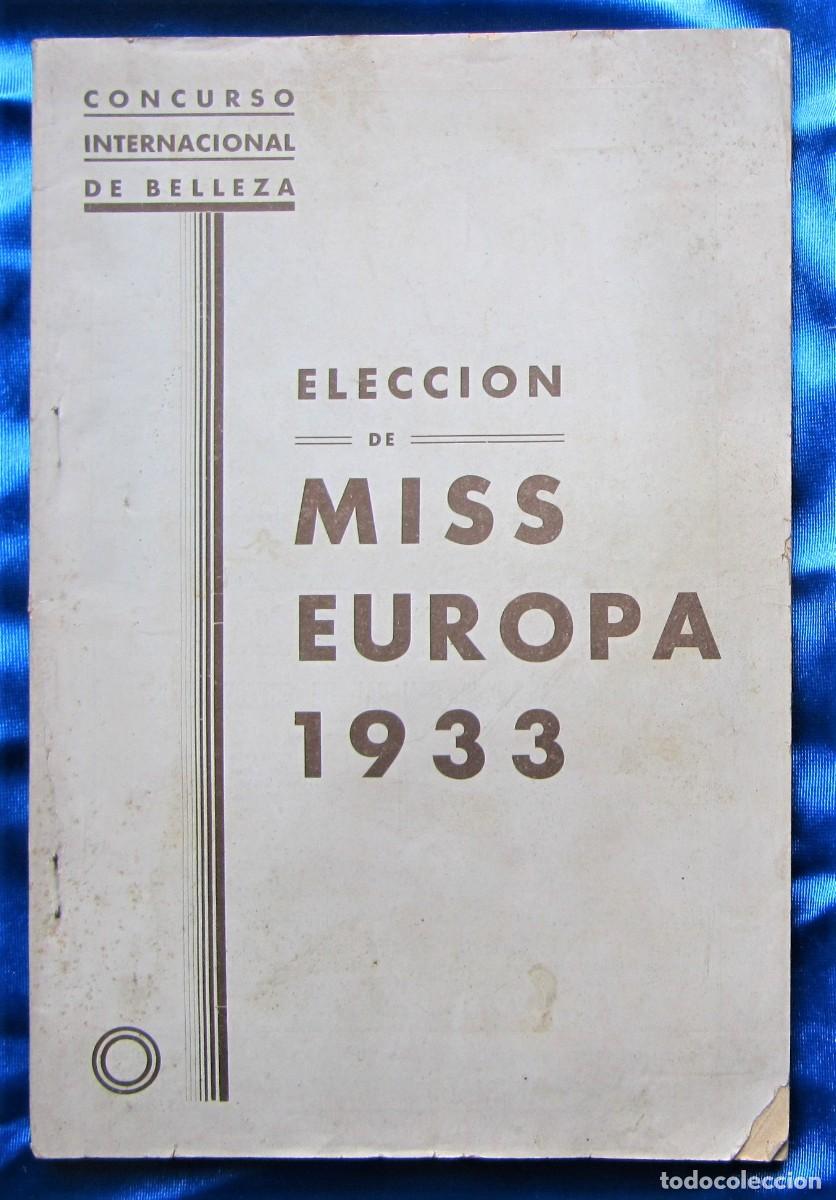 CONCURSO
INTERNACIONAL
DE BELLEZA
ELECCION
DE
MISS
EUROPA
1933
todocoleccion